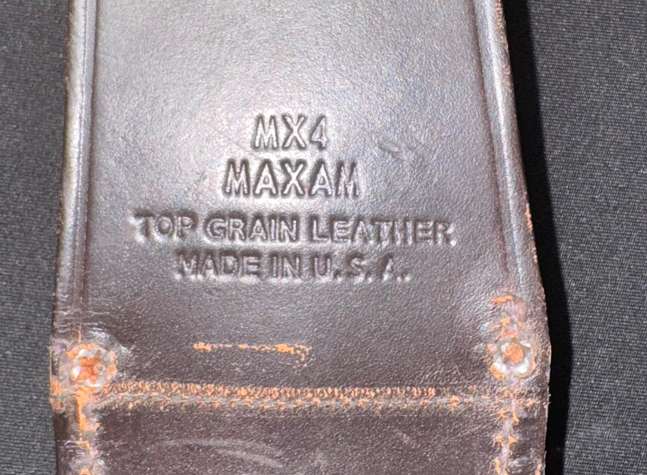 MX4
MAXAM
TOP GRAIN LEATHER
MADE IN U.S.A.